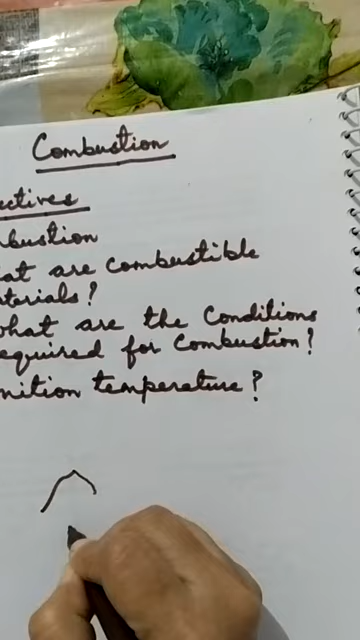 Combustion
ectives
bustion
at are combustible
terials?
what are the Conditions
equired for Combustion?
nition temperature?